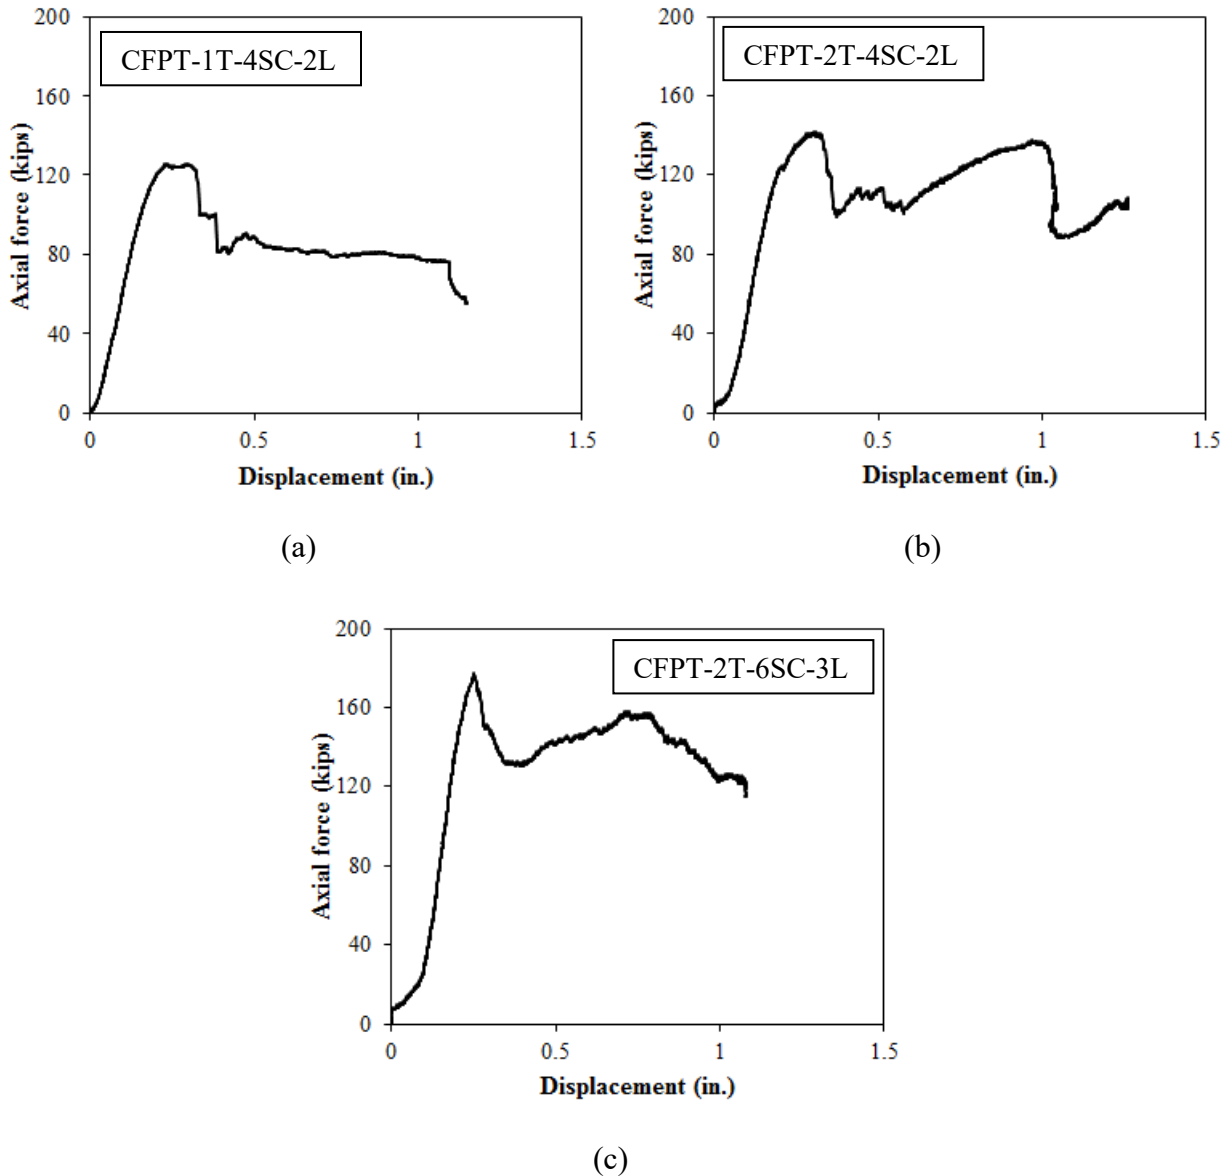 200
160
120
80
40
0
Axial force (kips)
CFPT-1T-4SC-2L
0 0.5 1 1.5
Displacement (in.)
(a)
200
160
120
80
40
0
Axial force (kips)
CFPT-2T-4SC-2L
0 0.5 1 1.5
Displacement (in.)
(b)
200
160
120
80
40
0
Axial force (kips)
CFPT-2T-6SC-3L
0 0.5 1 1.5
Displacement (in.)
(c)